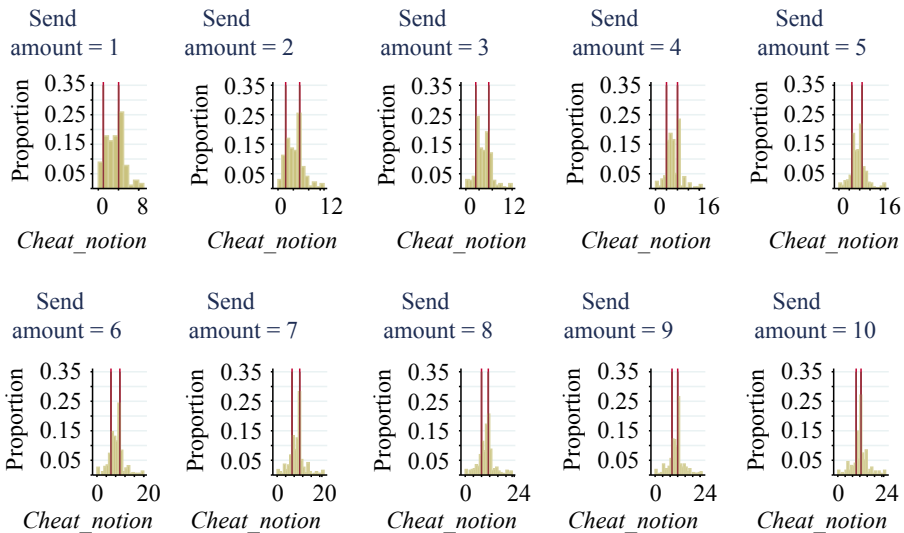 Send
amount = 1
Proportion
0.35
0.25
0.15
0.05
0 8
Cheat_notion
Send
amount = 2
Proportion
0.35
0.25
0.15
0.05
0 12
Cheat_notion
Send
amount = 3
Proportion
0.35
0.25
0.15
0.05
0 12
Cheat_notion
Send
amount = 4
Proportion
0.35
0.25
0.15
0.05
0 16
Cheat_notion
Send
amount = 5
Proportion
0.35
0.25
0.15
0.05
0 16
Cheat_notion
Send
amount = 6
Proportion
0.35
0.25
0.15
0.05
0 20
Cheat_notion
Send
amount = 7
Proportion
0.35
0.25
0.15
0.05
0 20
Cheat_notion
Send
amount = 8
Proportion
0.35
0.25
0.15
0.05
0 24
Cheat_notion
Send
amount = 9
Proportion
0.35
0.25
0.15
0.05
0 24
Cheat_notion
Send
amount = 10
Proportion
0.35
0.25
0.15
0.05
0 24
Cheat_notion